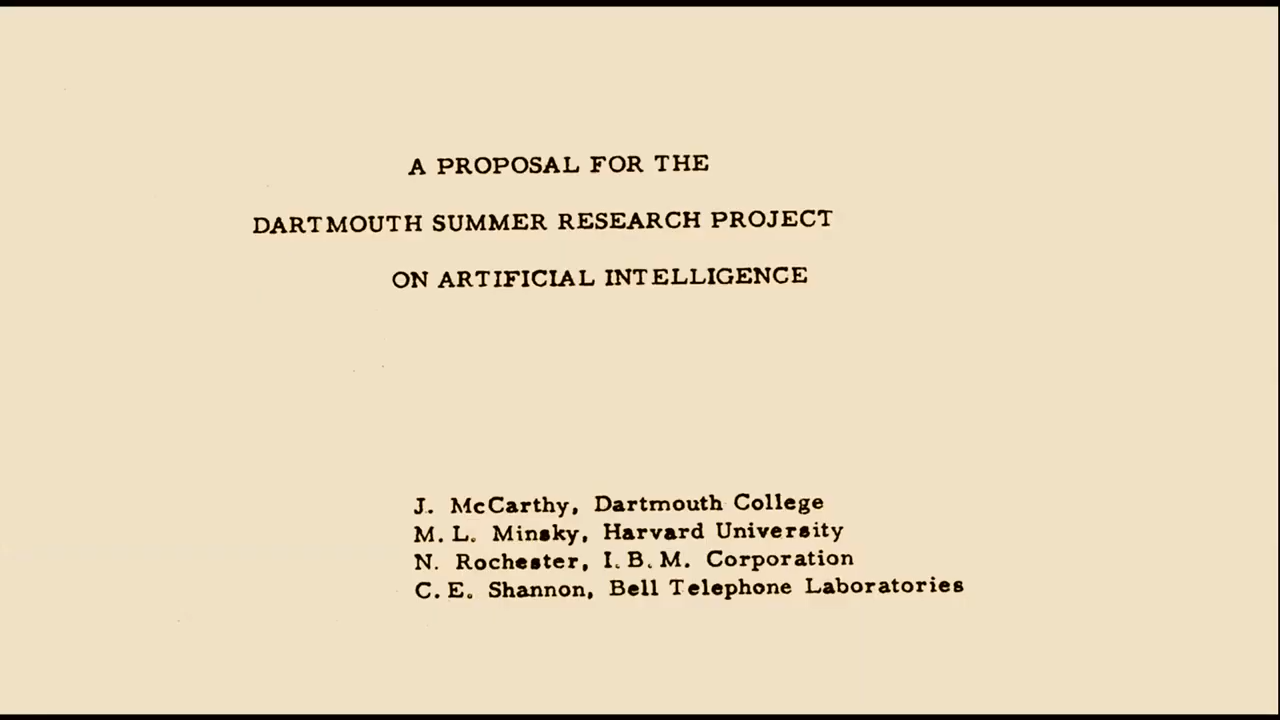 A PROPOSAL FOR THE
DARTMOUTH SUMMER RESEARCH PROJECT
ON ARTIFICIAL INTELLIGENCE
J. McCarthy, Dartmouth College
M. L. Minsky, Harvard University
N. Rochester, I. B. M. Corporation
C. E. Shannon, Bell Telephone Laboratories